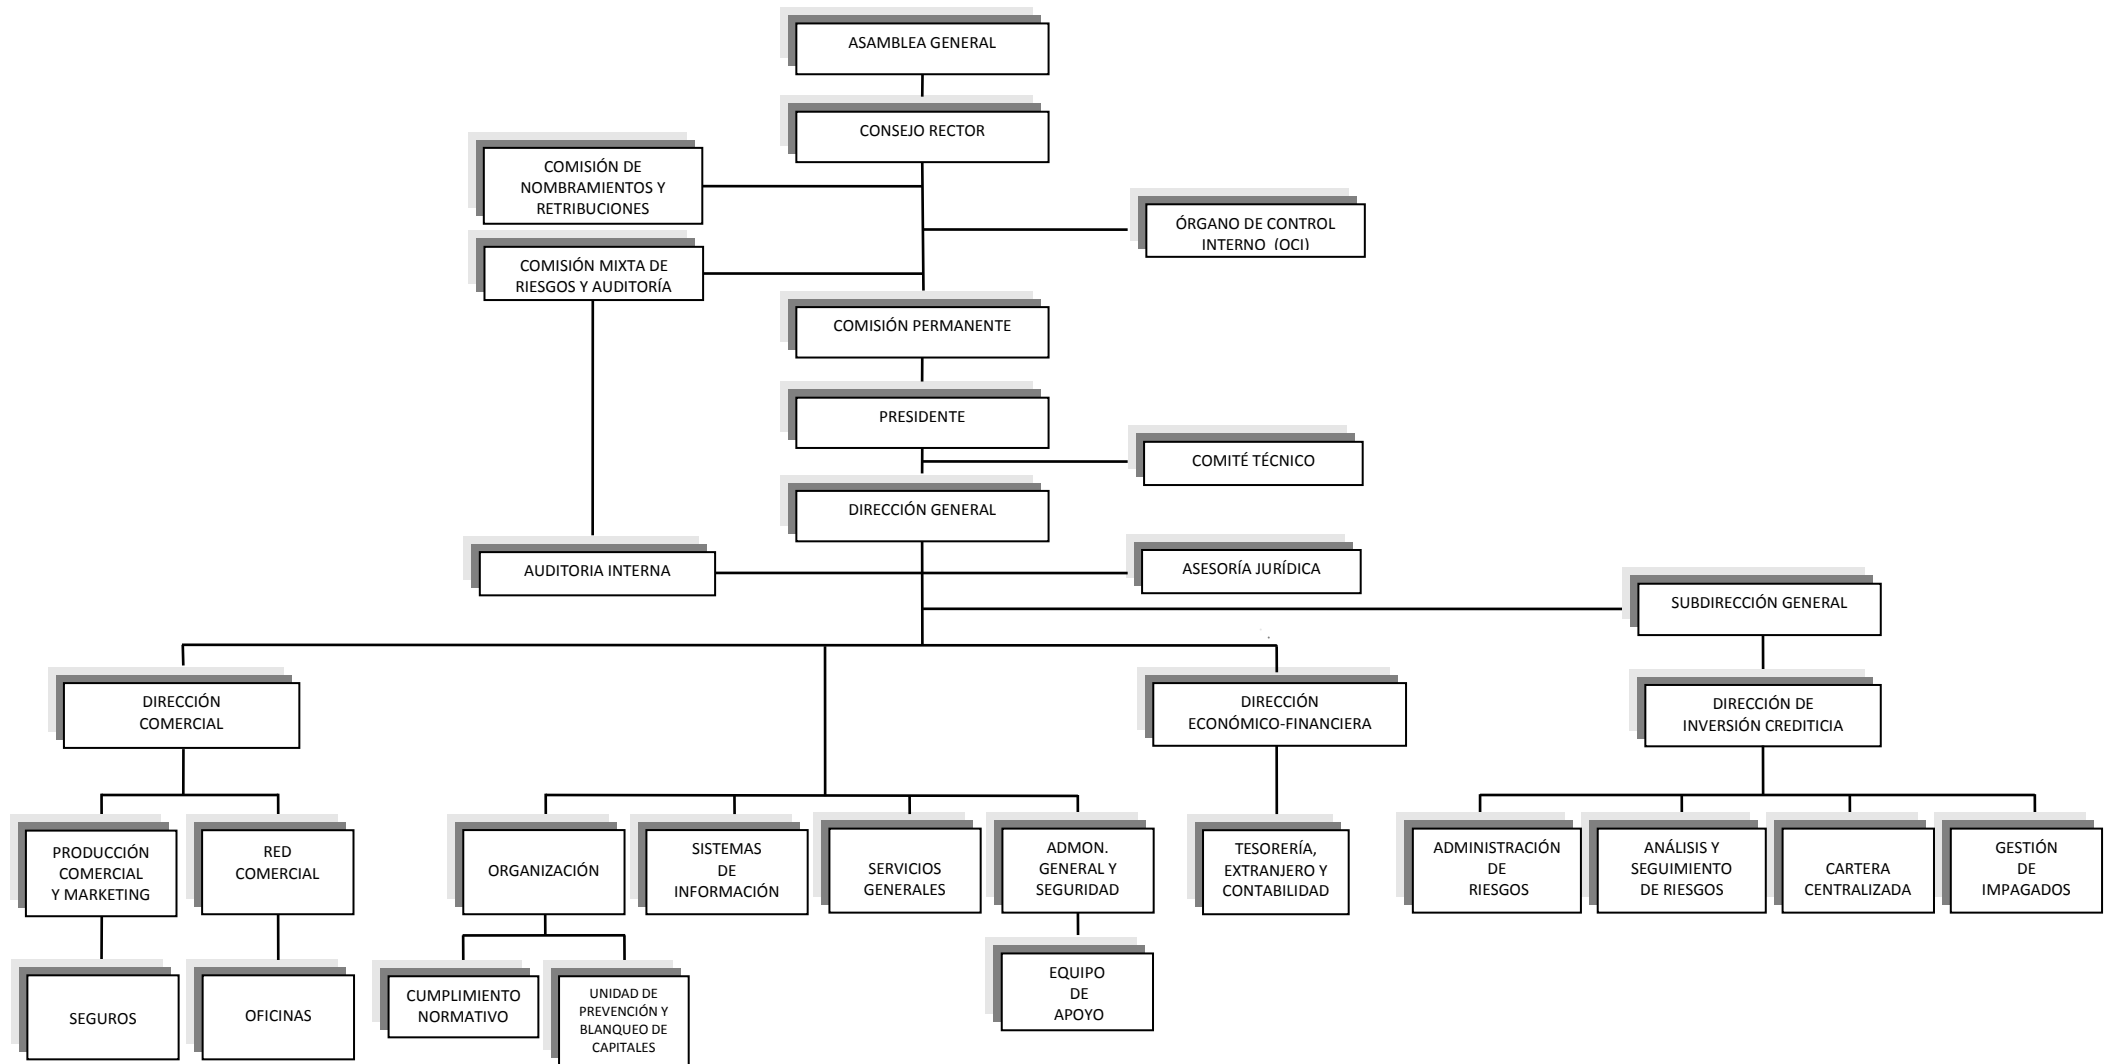 ASAMBLEA GENERAL
CONSEJO RECTOR
COMISIÓN DE
NOMBRAMIENTOS Y
RETRIBUCIONES
ÓRGANO DE CONTROL
INTERNO (OCI)
COMISIÓN MIXTA DE
RIESGOS Y AUDITORÍA
COMISIÓN PERMANENTE
PRESIDENTE
COMITÉ TÉCNICO
DIRECCIÓN GENERAL
AUDITORIA INTERNA
ASESORÍA JURÍDICA
SUBDIRECCIÓN GENERAL
DIRECCIÓN
COMERCIAL
DIRECCIÓN
ECONÓMICO-FINANCIERA
DIRECCIÓN DE
INVERSIÓN CREDITICIA
PRODUCCIÓN
COMERCIAL
Y MARKETING
RED
COMERCIAL
ORGANIZACIÓN
SISTEMAS
DE
INFORMACIÓN
SERVICIOS
GENERALES
ADMON.
GENERAL Y
SEGURIDAD
TESORERÍA,
EXTRANJERO Y
CONTABILIDAD
ADMINISTRACIÓN
DE
RIESGOS
ANÁLISIS Y
SEGUIMIENTO
DE RIESGOS
CARTERA
CENTRALIZADA
GESTIÓN
DE
IMPAGADOS
SEGUROS
OFICINAS
CUMPLIMIENTO
NORMATIVO
UNIDAD DE
PREVENCIÓN Y
BLANQUEO DE
CAPITALES
EQUIPO
DE
APOYO